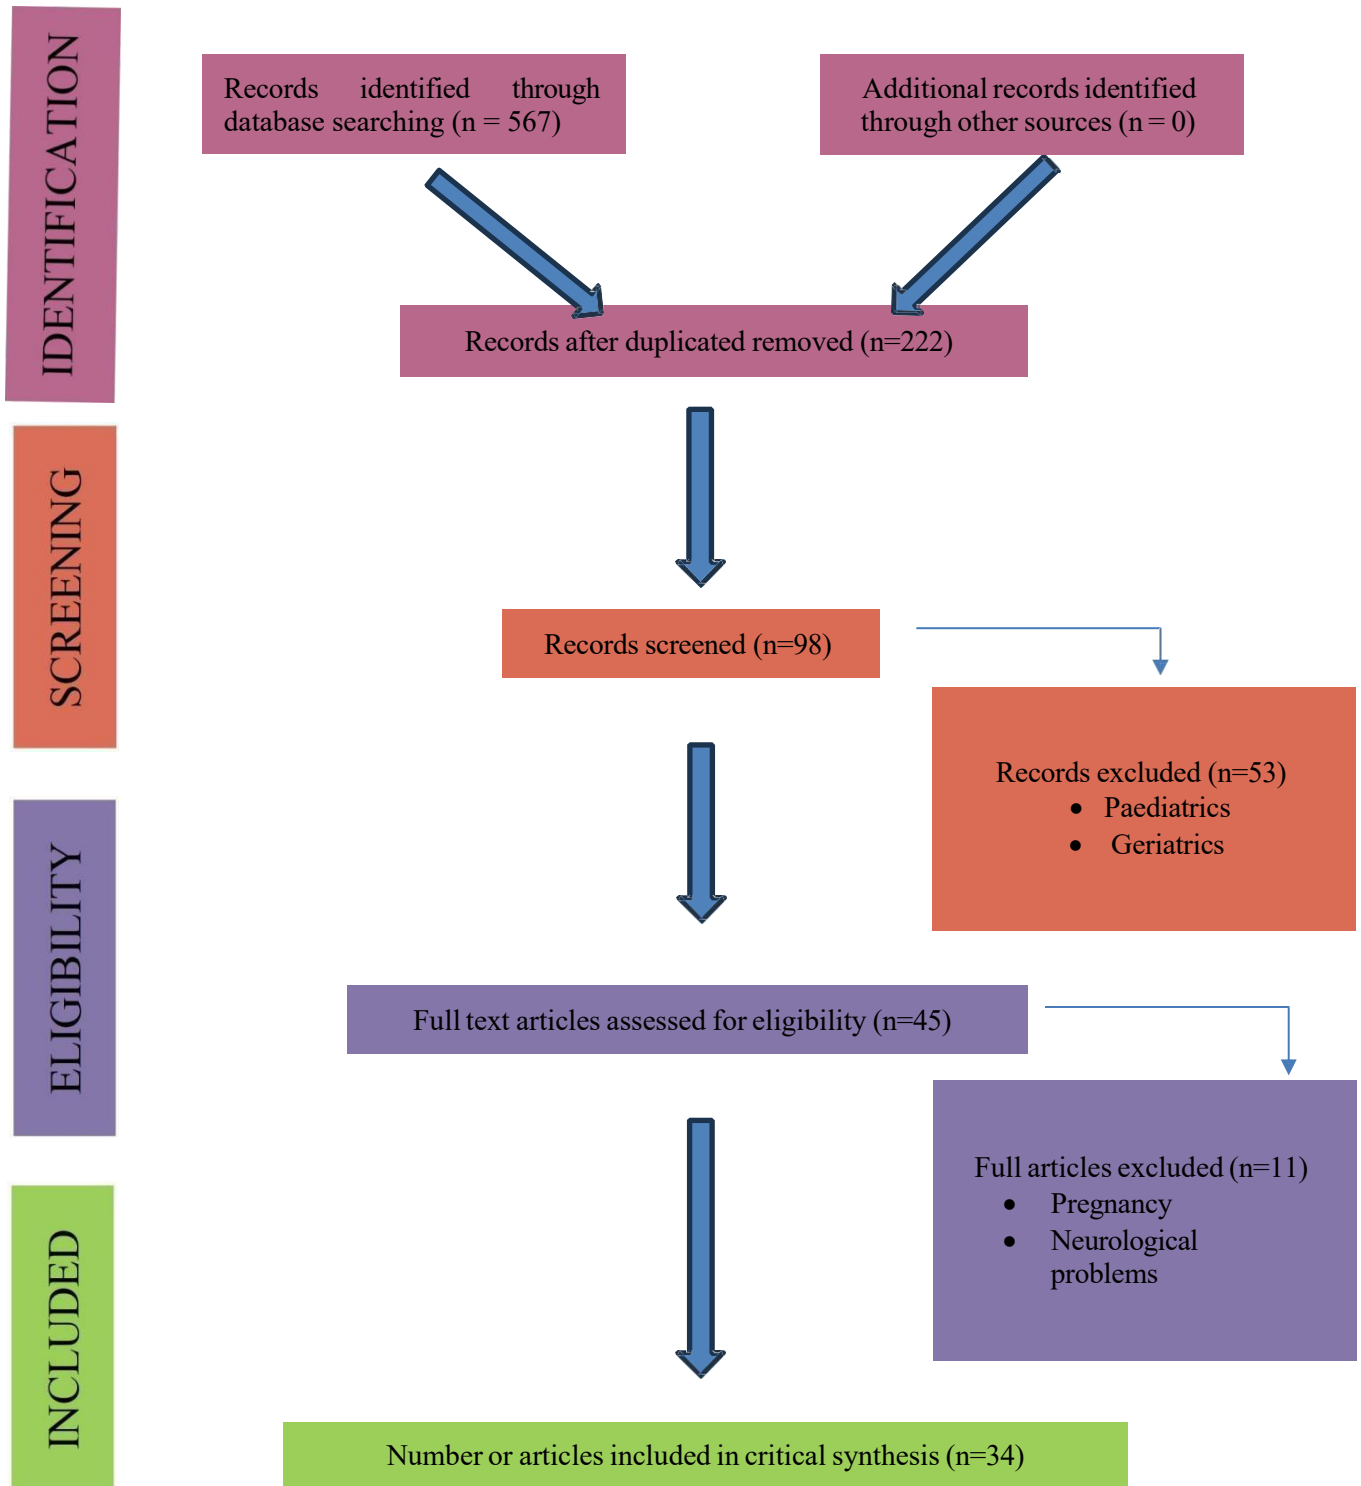 IDENTIFICATION
Records identified through
database searching (n = 567)
Additional records identified
through other sources (n = 0)
Records after duplicated removed (n=222)
SCREENING
Records screened (n=98)
Records excluded (n=53)
• Paediatrics
• Geriatrics
ELIGIBILITY
Full text articles assessed for eligibility (n=45)
Full articles excluded (n=11)
• Pregnancy
• Neurological
problems
INCLUDED
Number or articles included in critical synthesis (n=34)